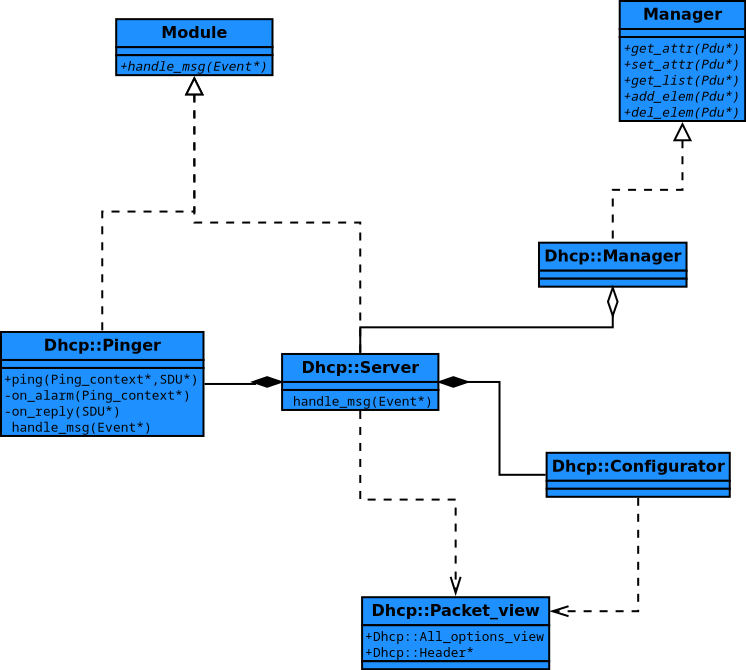 Module
+handle_msg(Event*)
Manager
+get_attr(Pdu*)
+set_attr(Pdu*)
+get_list(Pdu*)
+add_elem(Pdu*)
+del_elem(Pdu*)
Dhcp::Manager
Dhcp::Pinger
+ping(Ping_context*,SDU*)
-on_alarm(Ping_context*)
-on_reply(SDU*)
handle_msg(Event*)
Dhcp::Server
handle_msg(Event*)
Dhcp::Configurator
Dhcp::Packet_view
+Dhcp::All_options_view
+Dhcp::Header*